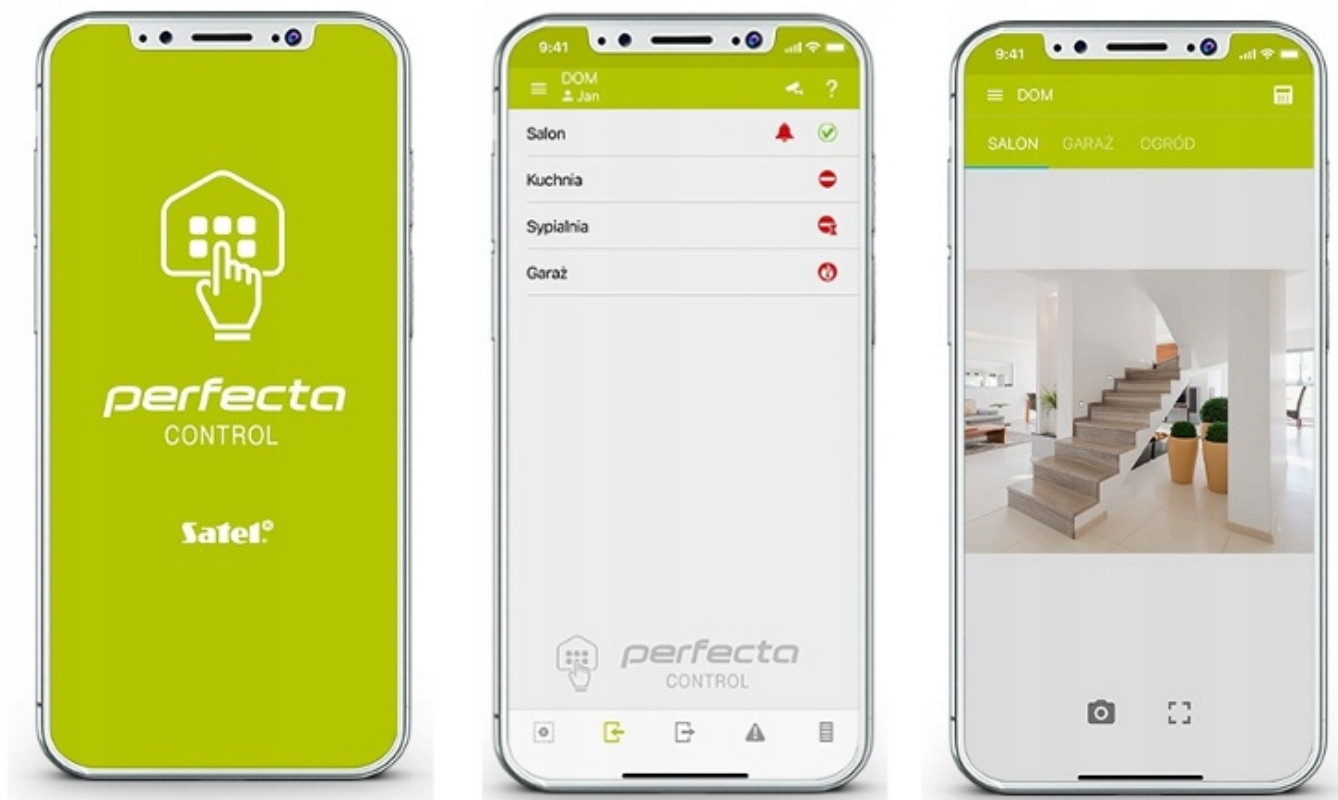 perfecta
CONTROL
Satel®
9:41
DOM
Jan
?
Salon
Kuchnia
Sypialnia
Garaż
perfecta
CONTROL
9:41
DOM
SALON GARAŻ OGRÓD